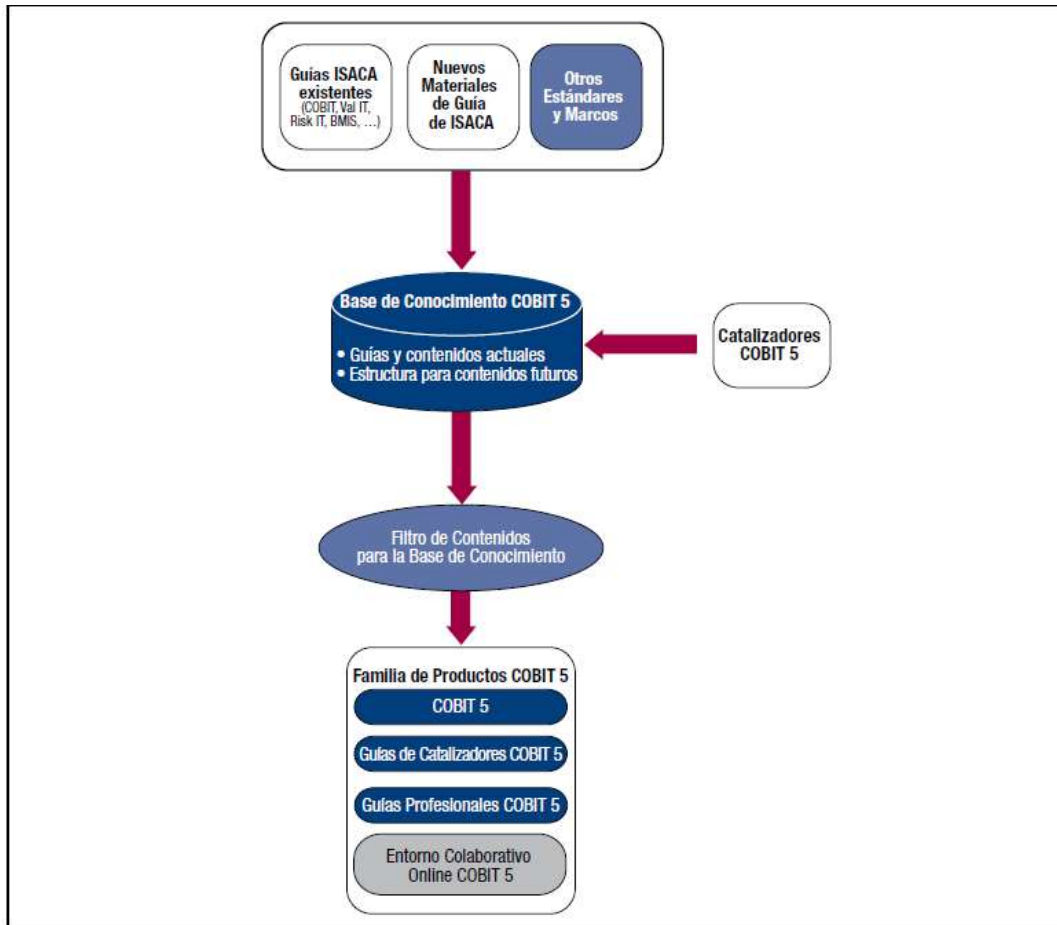 Guías ISACA
existentes
(COBIT, Val IT,
Risk IT, BMIS, …)
Nuevos
Materiales
de Guía
de ISACA
Otros
Estándares
y Marcos
Base de Conocimiento COBIT 5
• Guías y contenidos actuales
• Estructura para contenidos futuros
Catalizadores
COBIT 5
Filtro de Contenidos
para la Base de Conocimiento
Familia de Productos COBIT 5
COBIT 5
Guías de Catalizadores COBIT 5
Guías Profesionales COBIT 5
Entorno Colaborativo
Online COBIT 5